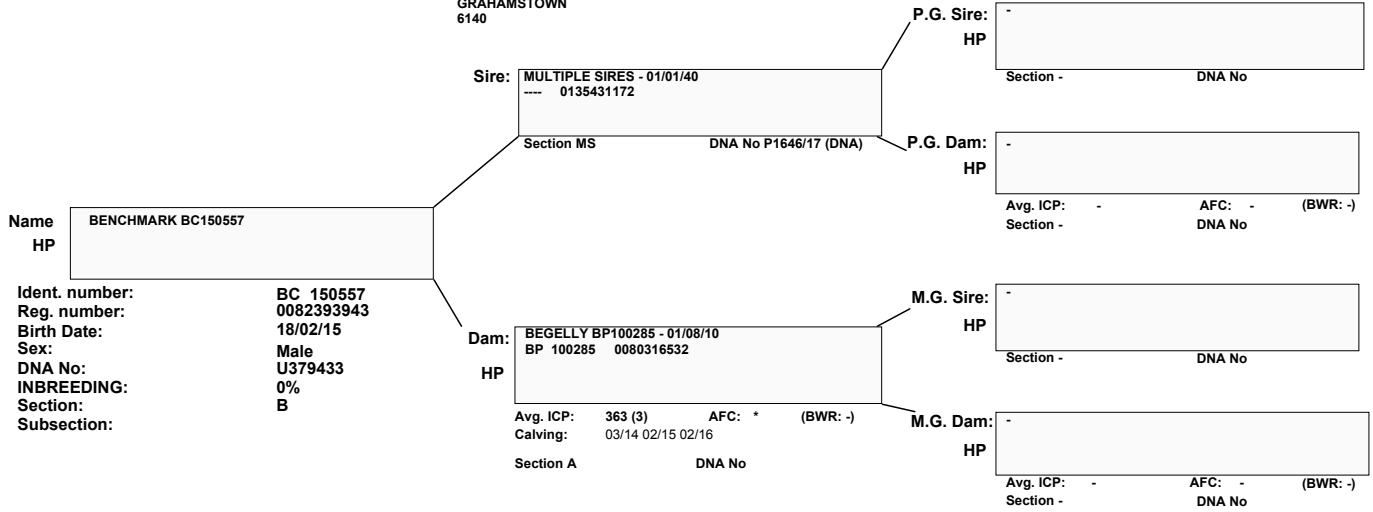 GRAHAMSTOWN
6140
P.G. Sire: -
HP
Section - DNA No
Sire: MULTIPLE SIRES - 01/01/40
---- 0135431172
Section MS DNA No P1646/17 (DNA)
P.G. Dam: -
HP
Avg. ICP: - AFC: - (BWR: -)
Section - DNA No
Name BENCHMARK BC150557
HP
Ident. number: BC 150557
Reg. number: 0082393943
Birth Date: 18/02/15
Sex: Male
DNA No: U379433
INBREEDING: 0%
Section: B
Subsection:
M.G. Sire: -
HP
Section - DNA No
Dam: BEGELLY BP100285 - 01/08/10
BP 100285 0080316532
HP
Avg. ICP: 363 (3) AFC: * (BWR: -)
Calving: 03/14 02/15 02/16
Section A DNA No
M.G. Dam: -
HP
Avg. ICP: - AFC: - (BWR: -)
Section - DNA No